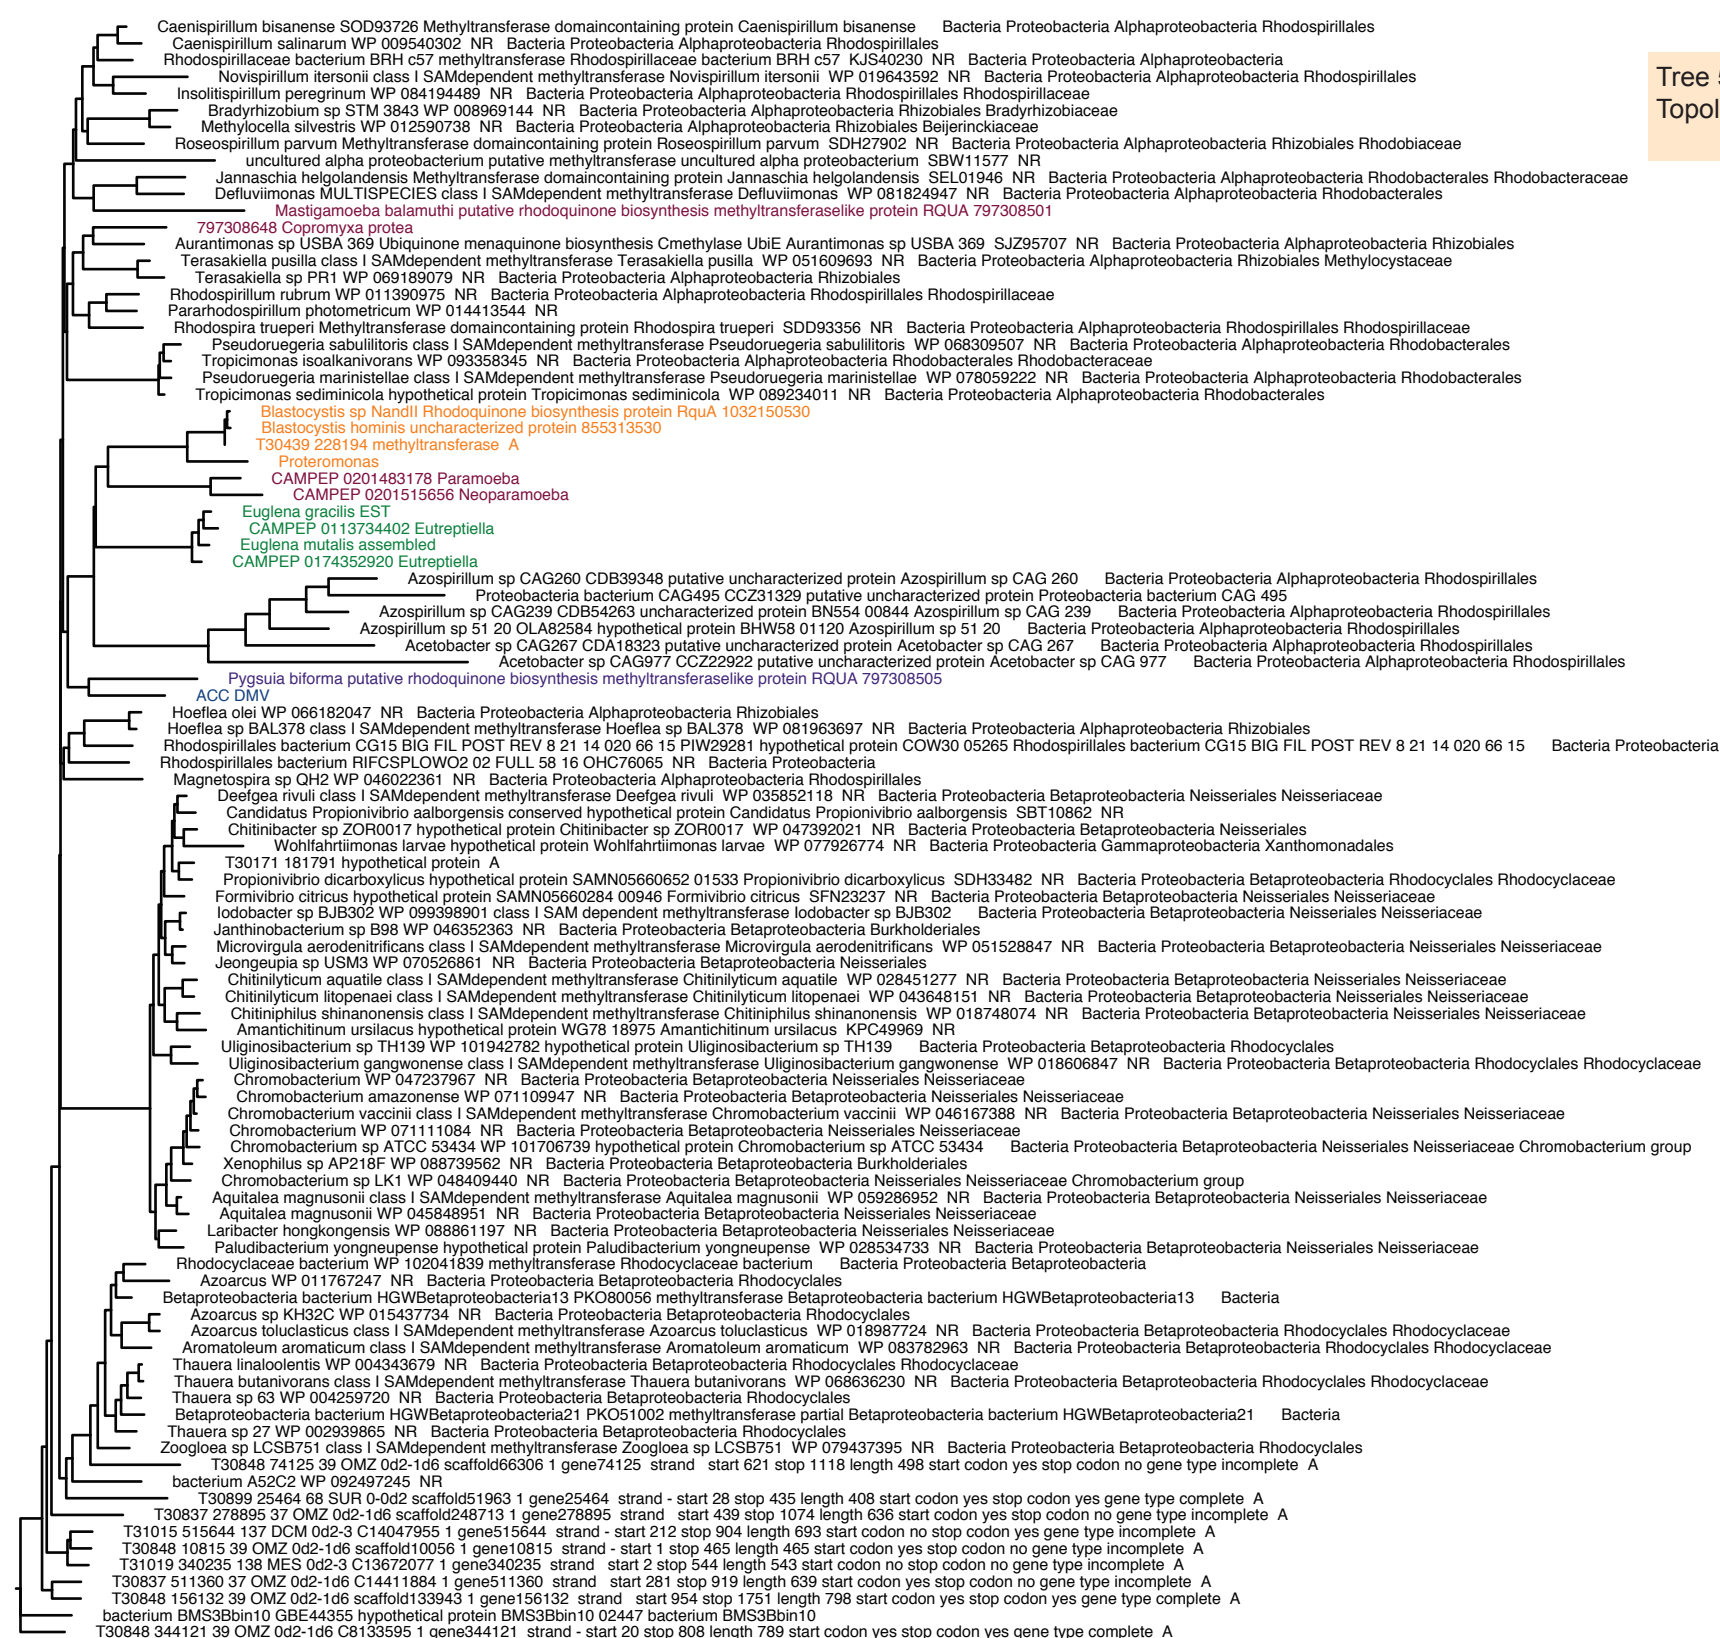 Caenispirillum bisanense SOD93726 Methyltransferase domaincontaining protein Caenispirillum bisanense Bacteria Proteobacteria Alphaproteobacteria Rhodospirillales
Caenispirillum salinarum WP 009540302 NR Bacteria Proteobacteria Alphaproteobacteria Rhodospirillales
Rhodospirillaceae bacterium BRH c57 methyltransferase Rhodospirillaceae bacterium BRH c57 KJS40230 NR Bacteria Proteobacteria Alphaproteobacteria
Novispirillum itersonii class I SAMdependent methyltransferase Novispirillum itersonii WP 019643592 NR Bacteria Proteobacteria Alphaproteobacteria Rhodospirillales
Insolitispirillum peregrinum WP 084194489 NR Bacteria Proteobacteria Alphaproteobacteria Rhodospirillales Rhodospirillaceae
Tree 5
Topol
Bradyrhizobium sp STM 3843 WP 008969144 NR Bacteria Proteobacteria Alphaproteobacteria Rhizobiales Bradyrhizobiaceae
Methylocella silvestris WP 012590738 NR Bacteria Proteobacteria Alphaproteobacteria Rhizobiales Beijerinckiaceae
Roseospirillum parvum Methyltransferase domaincontaining protein Roseospirillum parvum SDH27902 NR Bacteria Proteobacteria Alphaproteobacteria Rhizobiales Rhodobiaceae
uncultured alpha proteobacterium putative methyltransferase uncultured alpha proteobacterium SBW11577 NR
Jannaschia helgolandensis Methyltransferase domaincontaining protein Jannaschia helgolandensis SEL01946 NR Bacteria Proteobacteria Alphaproteobacteria Rhodobacterales Rhodobacteraceae
Defluviimonas MULTISPECIES class I SAMdependent methyltransferase Defluviimonas WP 081824947 NR Bacteria Proteobacteria Alphaproteobacteria Rhodobacterales
Mastigamoeba balamuthi putative rhodoquinone biosynthesis methyltransferaselike protein RQUA 797308501
797308648 Copromyxa protea
Aurantimonas sp USBA 369 Ubiquinone menaquinone biosynthesis Cmethylase UbiE Aurantimonas sp USBA 369 SJZ95707 NR Bacteria Proteobacteria Alphaproteobacteria Rhizobiales
Terasakiella pusilla class I SAMdependent methyltransferase Terasakiella pusilla WP 051609693 NR Bacteria Proteobacteria Alphaproteobacteria Rhizobiales Methylocystaceae
Terasakiella sp PR1 WP 069189079 NR Bacteria Proteobacteria Alphaproteobacteria Rhizobiales
Rhodospirillum rubrum WP 011390975 NR Bacteria Proteobacteria Alphaproteobacteria Rhodospirillales Rhodospirillaceae
Pararhodospirillum photometricum WP 014413544 NR
Rhodospira trueperi Methyltransferase domaincontaining protein Rhodospira trueperi SDD93356 NR Bacteria Proteobacteria Alphaproteobacteria Rhodospirillales Rhodospirillaceae
Pseudoruegeria sabulilitoris class I SAMdependent methyltransferase Pseudoruegeria sabulilitoris WP 068309507 NR Bacteria Proteobacteria Alphaproteobacteria Rhodobacterales
Tropicimonas isoalkanivorans WP 093358345 NR Bacteria Proteobacteria Alphaproteobacteria Rhodobacterales Rhodobacteraceae
Pseudoruegeria marinistellae class I SAMdependent methyltransferase Pseudoruegeria marinistellae WP 078059222 NR Bacteria Proteobacteria Alphaproteobacteria Rhodobacterales
Tropicimonas sediminicola hypothetical protein Tropicimonas sediminicola WP 089234011 NR Bacteria Proteobacteria Alphaproteobacteria Rhodobacterales
Blastocystis sp NandII Rhodoquinone biosynthesis protein RquA 1032150530
Blastocystis hominis uncharacterized protein 855313530
T30439 228194 methyltransferase A
Proteromonas
CAMPEP 0201483178 Paramoeba
CAMPEP 0201515656 Neoparamoeba
Euglena gracilis EST
CAMPEP 0113734402 Eutreptiella
Euglena mutalis assembled
CAMPEP 0174352920 Eutreptiella
Azospirillum sp CAG260 CDB39348 putative uncharacterized protein Azospirillum sp CAG 260 Bacteria Proteobacteria Alphaproteobacteria Rhodospirillales
Proteobacteria bacterium CAG495 CCZ31329 putative uncharacterized protein Proteobacteria bacterium CAG 495
Azospirillum sp CAG239 CDB54263 uncharacterized protein BN554 00844 Azospirillum sp CAG 239 Bacteria Proteobacteria Alphaproteobacteria Rhodospirillales
Azospirillum sp 51 20 OLA82584 hypothetical protein BHW58 01120 Azospirillum sp 51 20 Bacteria Proteobacteria Alphaproteobacteria Rhodospirillales
Acetobacter sp CAG267 CDA18323 putative uncharacterized protein Acetobacter sp CAG 267 Bacteria Proteobacteria Alphaproteobacteria Rhodospirillales
Acetobacter sp CAG977 CCZ22922 putative uncharacterized protein Acetobacter sp CAG 977 Bacteria Proteobacteria Alphaproteobacteria Rhodospirillales
Pygsuia biforma putative rhodoquinone biosynthesis methyltransferaselike protein RQUA 797308505
ACC DMV
Hoeflea olei WP 066182047 NR Bacteria Proteobacteria Alphaproteobacteria Rhizobiales
Hoeflea sp BAL378 class I SAMdependent methyltransferase Hoeflea sp BAL378 WP 081963697 NR Bacteria Proteobacteria Alphaproteobacteria Rhizobiales
Rhodospirillales bacterium CG15 BIG FIL POST REV 8 21 14 020 66 15 PIW29281 hypothetical protein COW30 05265 Rhodospirillales bacterium CG15 BIG FIL POST REV 8 21 14 020 66 15 Bacteria Proteobacteria
Rhodospirillales bacterium RIFCSPLOWO2 02 FULL 58 16 OHC76065 NR Bacteria Proteobacteria
Magnetospira sp QH2 WP 046022361 NR Bacteria Proteobacteria Alphaproteobacteria Rhodospirillales
Deefgea rivuli class I SAMdependent methyltransferase Deefgea rivuli WP 035852118 NR Bacteria Proteobacteria Betaproteobacteria Neisseriales Neisseriaceae
Candidatus Propionivibrio aalborgensis conserved hypothetical protein Candidatus Propionivibrio aalborgensis SBT10862 NR
Chitinibacter sp ZOR0017 hypothetical protein Chitinibacter sp ZOR0017 WP 047392021 NR Bacteria Proteobacteria Betaproteobacteria Neisseriales
Wohlfahrtiimonas larvae hypothetical protein Wohlfahrtiimonas larvae WP 077926774 NR Bacteria Proteobacteria Gammaproteobacteria Xanthomonadales
T30171 181791 hypothetical protein A
Propionivibrio dicarboxylicus hypothetical protein SAMN05660652 01533 Propionivibrio dicarboxylicus SDH33482 NR Bacteria Proteobacteria Betaproteobacteria Rhodocyclales Rhodocyclaceae
Formivibrio citricus hypothetical protein SAMN05660284 00946 Formivibrio citricus SFN23237 NR Bacteria Proteobacteria Betaproteobacteria Neisseriales Neisseriaceae
Iodobacter sp BJB302 WP 099398901 class I SAM dependent methyltransferase Iodobacter sp BJB302 Bacteria Proteobacteria Betaproteobacteria Neisseriales Neisseriaceae
Janthinobacterium sp B98 WP 046352363 NR Bacteria Proteobacteria Betaproteobacteria Burkholderiales
Microvirgula aerodenitrificans class I SAMdependent methyltransferase Microvirgula aerodenitrificans WP 051528847 NR Bacteria Proteobacteria Betaproteobacteria Neisseriales Neisseriaceae
Jeongeupia sp USM3 WP 070526861 NR Bacteria Proteobacteria Betaproteobacteria Neisseriales
Chitinilyticum aquatile class I SAMdependent methyltransferase Chitinilyticum aquatile WP 028451277 NR Bacteria Proteobacteria Betaproteobacteria Neisseriales Neisseriaceae
Chitinilyticum litopenaei class I SAMdependent methyltransferase Chitinilyticum litopenaei WP 043648151 NR Bacteria Proteobacteria Betaproteobacteria Neisseriales Neisseriaceae
Chitiniphilus shinanonensis class I SAMdependent methyltransferase Chitiniphilus shinanonensis WP 018748074 NR Bacteria Proteobacteria Betaproteobacteria Neisseriales Neisseriaceae
Amantichitinum ursilacus hypothetical protein WG78 18975 Amantichitinum ursilacus KPC49969 NR
Uliginosibacterium sp TH139 WP 101942782 hypothetical protein Uliginosibacterium sp TH139 Bacteria Proteobacteria Betaproteobacteria Rhodocyclales
Uliginosibacterium gangwonense class I SAMdependent methyltransferase Uliginosibacterium gangwonense WP 018606847 NR Bacteria Proteobacteria Betaproteobacteria Rhodocyclales Rhodocyclaceae
Chromobacterium WP 047237967 NR Bacteria Proteobacteria Betaproteobacteria Neisseriales Neisseriaceae
Chromobacterium amazonense WP 071109947 NR Bacteria Proteobacteria Betaproteobacteria Neisseriales Neisseriaceae
Chromobacterium vaccinii class I SAMdependent methyltransferase Chromobacterium vaccinii WP 046167388 NR Bacteria Proteobacteria Betaproteobacteria Neisseriales Neisseriaceae
Chromobacterium WP 071111084 NR Bacteria Proteobacteria Betaproteobacteria Neisseriales Neisseriaceae
Chromobacterium sp ATCC 53434 WP 101706739 hypothetical protein Chromobacterium sp ATCC 53434 Bacteria Proteobacteria Betaproteobacteria Neisseriales Neisseriaceae Chromobacterium group
Xenophilus sp AP218F WP 088739562 NR Bacteria Proteobacteria Betaproteobacteria Burkholderiales
Chromobacterium sp LK1 WP 048409440 NR Bacteria Proteobacteria Betaproteobacteria Neisseriales Neisseriaceae Chromobacterium group
Aquitalea magnusonii class I SAMdependent methyltransferase Aquitalea magnusonii WP 059286952 NR Bacteria Proteobacteria Betaproteobacteria Neisseriales Neisseriaceae
Aquitalea magnusonii WP 045848951 NR Bacteria Proteobacteria Betaproteobacteria Neisseriales Neisseriaceae
Laribacter hongkongensis WP 088861197 NR Bacteria Proteobacteria Betaproteobacteria Neisseriales Neisseriaceae
Paludibacterium yongneupense hypothetical protein Paludibacterium yongneupense WP 028534733 NR Bacteria Proteobacteria Betaproteobacteria Neisseriales Neisseriaceae
Rhodocyclaceae bacterium WP 102041839 methyltransferase Rhodocyclaceae bacterium Bacteria Proteobacteria Betaproteobacteria
Azoarcus WP 011767247 NR Bacteria Proteobacteria Betaproteobacteria Rhodocyclales
Betaproteobacteria bacterium HGWBetaproteobacteria13 PKO80056 methyltransferase Betaproteobacteria bacterium HGWBetaproteobacteria13 Bacteria
Azoarcus sp KH32C WP 015437734 NR Bacteria Proteobacteria Betaproteobacteria Rhodocyclales
Azoarcus toluclasticus class I SAMdependent methyltransferase Azoarcus toluclasticus WP 018987724 NR Bacteria Proteobacteria Betaproteobacteria Rhodocyclales Rhodocyclaceae
Aromatoleum aromaticum class I SAMdependent methyltransferase Aromatoleum aromaticum WP 083782963 NR Bacteria Proteobacteria Betaproteobacteria Rhodocyclales Rhodocyclaceae
Thauera linaloolentis WP 004343679 NR Bacteria Proteobacteria Betaproteobacteria Rhodocyclales Rhodocyclaceae
Thauera butanivorans class I SAMdependent methyltransferase Thauera butanivorans WP 068636230 NR Bacteria Proteobacteria Betaproteobacteria Rhodocyclales Rhodocyclaceae
Thauera sp 63 WP 004259720 NR Bacteria Proteobacteria Betaproteobacteria Rhodocyclales
Betaproteobacteria bacterium HGWBetaproteobacteria21 PKO51002 methyltransferase partial Betaproteobacteria bacterium HGWBetaproteobacteria21 Bacteria
Thauera sp 27 WP 002939865 NR Bacteria Proteobacteria Betaproteobacteria Rhodocyclales
Zoogloea sp LCSB751 class I SAMdependent methyltransferase Zoogloea sp LCSB751 WP 079437395 NR Bacteria Proteobacteria Betaproteobacteria Rhodocyclales
T30848 74125 39 OMZ 0d2-1d6 scaffold66306 1 gene74125 strand start 621 stop 1118 length 498 start codon yes stop codon no gene type incomplete A
bacterium A52C2 WP 092497245 NR
T30899 25464 68 SUR 0-0d2 scaffold51963 1 gene25464 strand - start 28 stop 435 length 408 start codon yes stop codon yes gene type complete A
T30837 278895 37 OMZ 0d2-1d6 scaffold248713 1 gene278895 strand start 439 stop 1074 length 636 start codon yes stop codon no gene type incomplete A
T31015 515644 137 DCM 0d2-3 C14047955 1 gene515644 strand - start 212 stop 904 length 693 start codon no stop codon yes gene type incomplete A
T30848 10815 39 OMZ 0d2-1d6 scaffold10056 1 gene10815 strand - start 1 stop 465 length 465 start codon yes stop codon no gene type incomplete A
T31019 340235 138 MES 0d2-3 C13672077 1 gene340235 strand start 2 stop 544 length 543 start codon no stop codon no gene type incomplete A
T30837 511360 37 OMZ 0d2-1d6 C14411884 1 gene511360 strand start 281 stop 919 length 639 start codon yes stop codon no gene type incomplete A
T30848 156132 39 OMZ 0d2-1d6 scaffold133943 1 gene156132 strand start 954 stop 1751 length 798 start codon yes stop codon yes gene type complete A
bacterium BMS3Bbin10 GBE44355 hypothetical protein BMS3Bbin10 02447 bacterium BMS3Bbin10
T30848 344121 39 OMZ 0d2-1d6 C8133595 1 gene344121 strand - start 20 stop 808 length 789 start codon yes stop codon yes gene type complete A